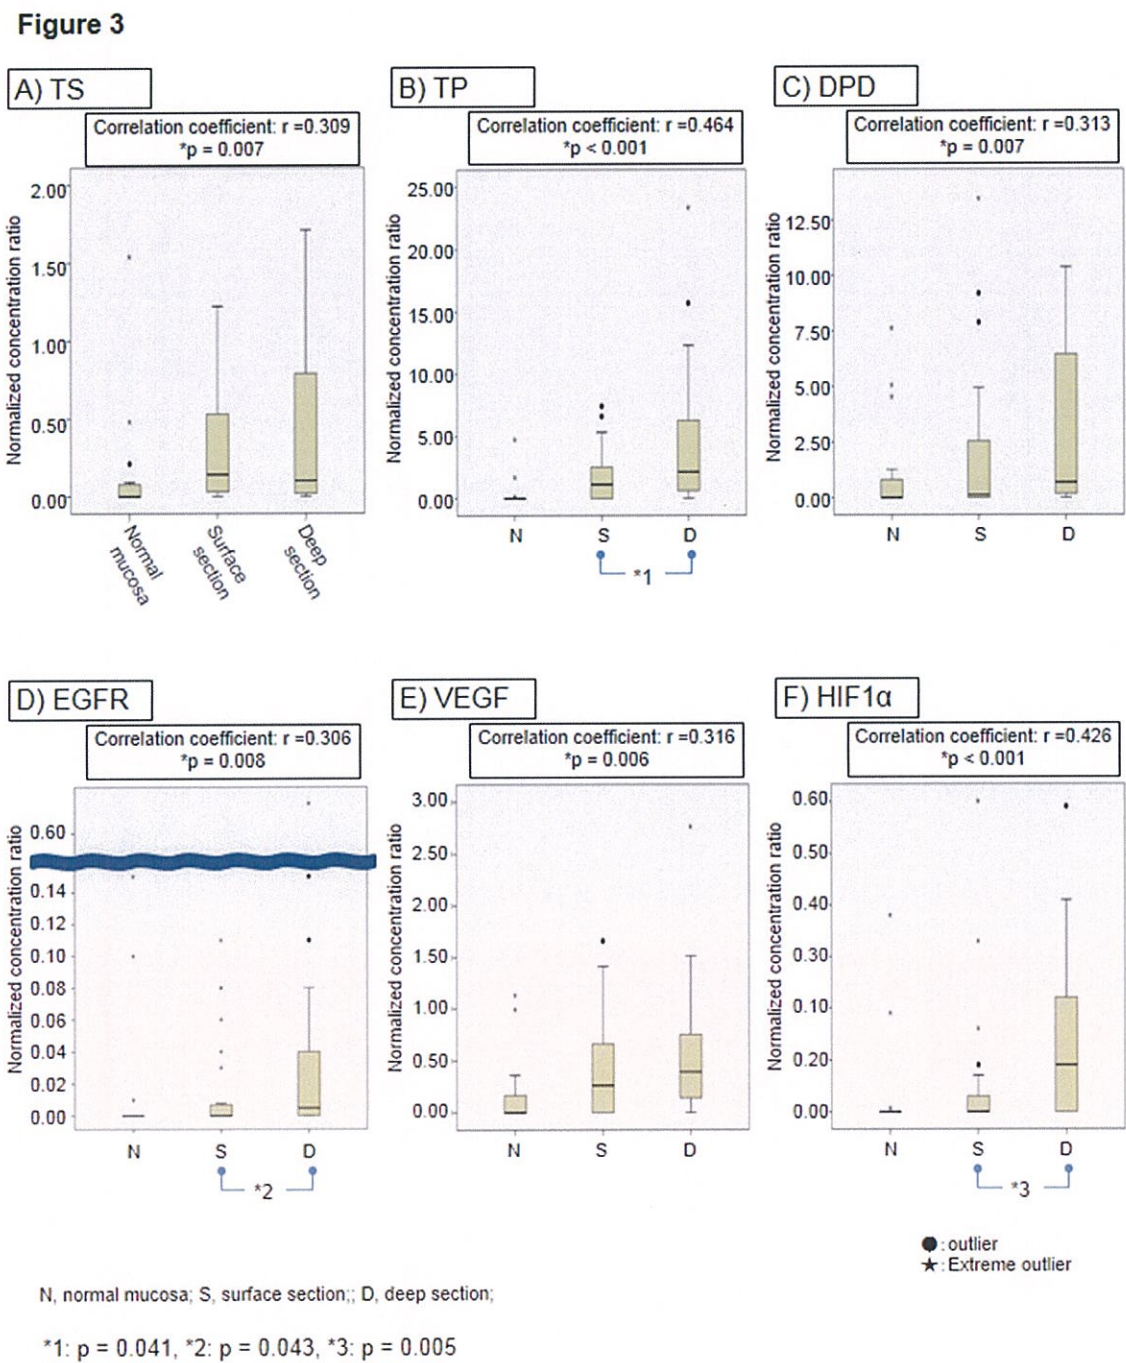 Figure 3
A) TS
Correlation coefficient: r =0.309
*p = 0.007
Normalized concentration ratio
2.00
1.50
1.00
0.50
0.00
Normal mucosa
Surface section
Deep section
B) TP
Correlation coefficient: r =0.464
*p < 0.001
Normalized concentration ratio
25.00
20.00
15.00
10.00
5.00
0.00
N S D
*1
C) DPD
Correlation coefficient: r =0.313
*p = 0.007
Normalized concentration ratio
12.50
10.00
7.50
5.00
2.50
0.00
N S D
D) EGFR
Correlation coefficient: r =0.306
*p = 0.008
Normalized concentration ratio
0.60
0.14
0.12
0.10
0.08
0.06
0.04
0.02
0.00
N S D
*2
E) VEGF
Correlation coefficient: r =0.316
*p = 0.006
Normalized concentration ratio
3.00
2.50
2.00
1.50
1.00
0.50
0.00
N S D
F) HIF1α
Correlation coefficient: r =0.426
*p < 0.001
Normalized concentration ratio
0.60
0.50
0.40
0.30
0.10
0.20
0.00
N S D
*3
●: outlier
★: Extreme outlier
N, normal mucosa; S, surface section;; D, deep section;
*1: p = 0.041, *2: p = 0.043, *3: p = 0.005